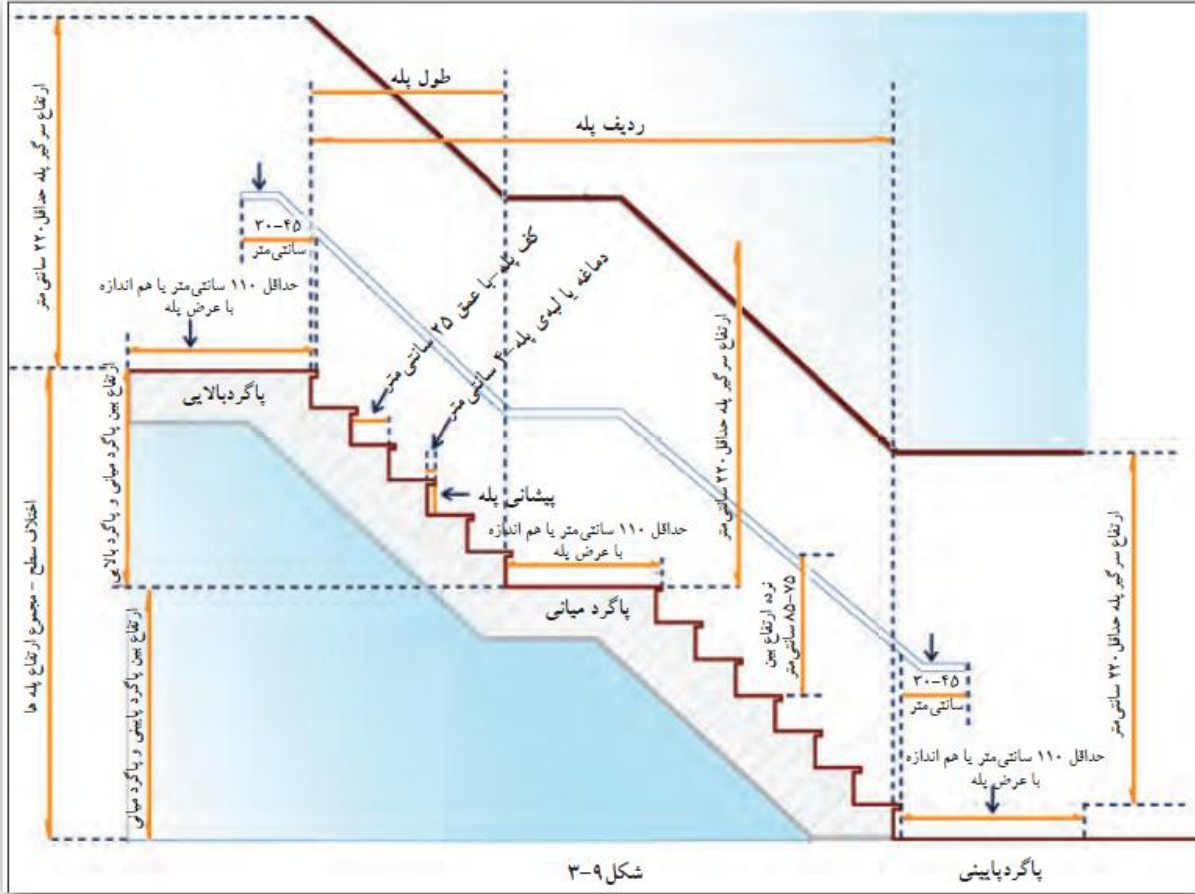 طول پله
ردیف پله
ارتفاع سرگیر پله حداقل ۲۲۰ سانتی‌متر
۳۰-۴۵
سانتی‌متر
کف پله-با عمق ۲۵ سانتی‌متر
دماغه یا لبه‌ی پله-۴ سانتی‌متر
حداقل ۱۱۰ سانتی‌متر یا هم اندازه
با عرض پله
ارتفاع سرگیر پله حداقل ۲۲۰ سانتی‌متر
پاگردبالایی
ارتفاع بین پاگرد میانی و پاگرد بالایی
پیشانی پله
حداقل ۱۱۰ سانتی‌متر یا هم اندازه
با عرض پله
ارتفاع سرگیر پله حداقل ۲۲۰ سانتی‌متر
پاگرد میانی
نرده ارتفاع بین
۸۵-۷۵ سانتی‌متر
اختلاف سطح - مجموع ارتفاع پله ها
ارتفاع بین پاگرد پایینی و پاگرد میانی
۳۰-۴۵
سانتی‌متر
حداقل ۱۱۰ سانتی‌متر یا هم اندازه
با عرض پله
پاگردپایینی
شکل ۹-۳